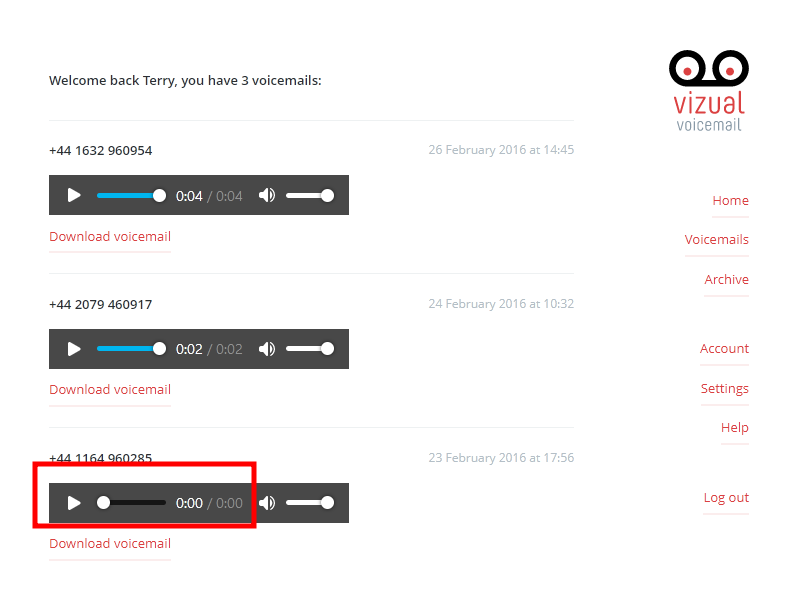 Welcome back Terry, you have 3 voicemails:
vizual
voicemail
+44 1632 960954
26 February 2016 at 14:45
0:04 / 0:04
Download voicemail
+44 2079 460917
24 February 2016 at 10:32
0:02 / 0:02
Download voicemail
+44 1164 960285
23 February 2016 at 17:56
0:00 / 0:00
Download voicemail
Home
Voicemails
Archive
Account
Settings
Help
Log out